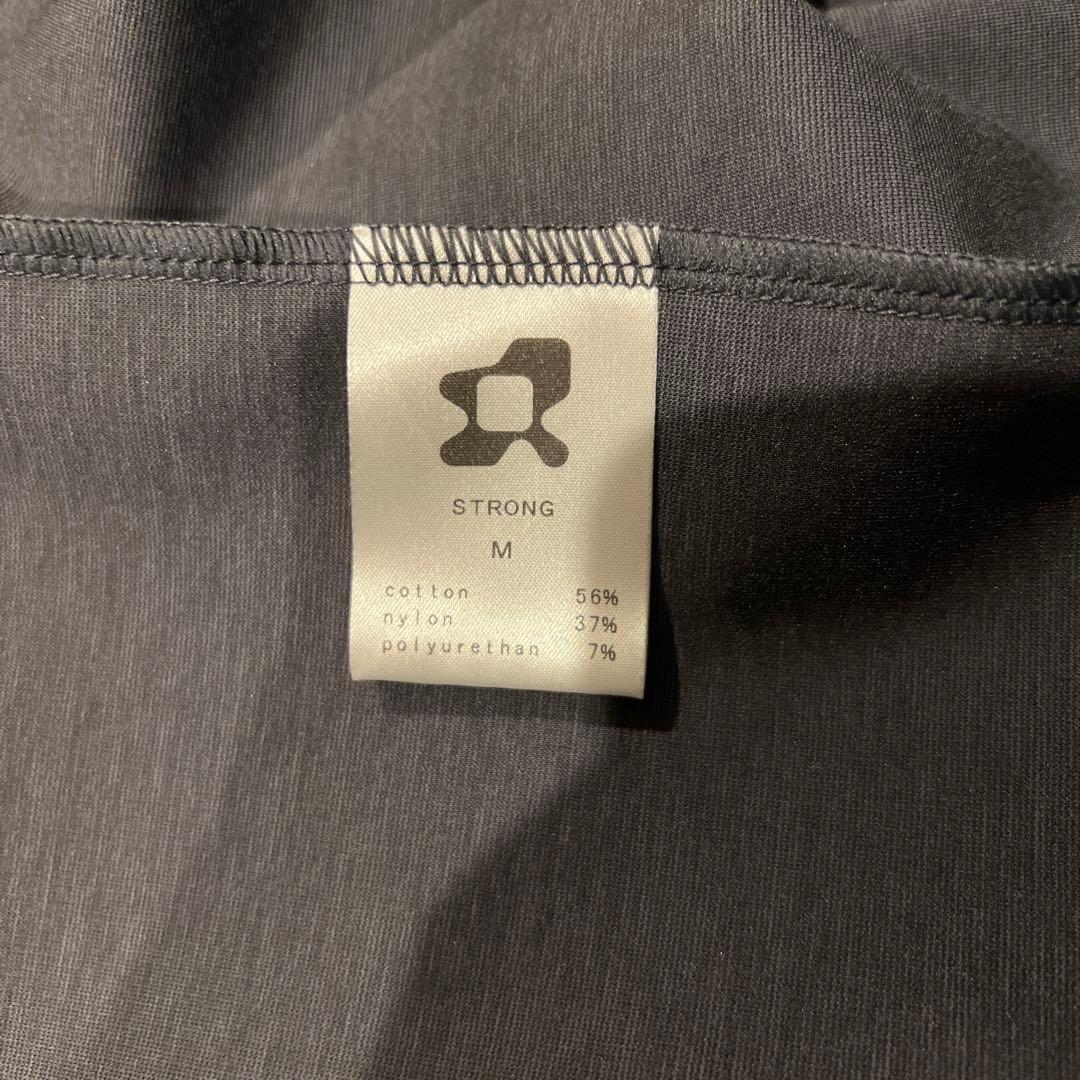 STRONG
M
cotton 56%
nylon 37%
polyurethan 7%